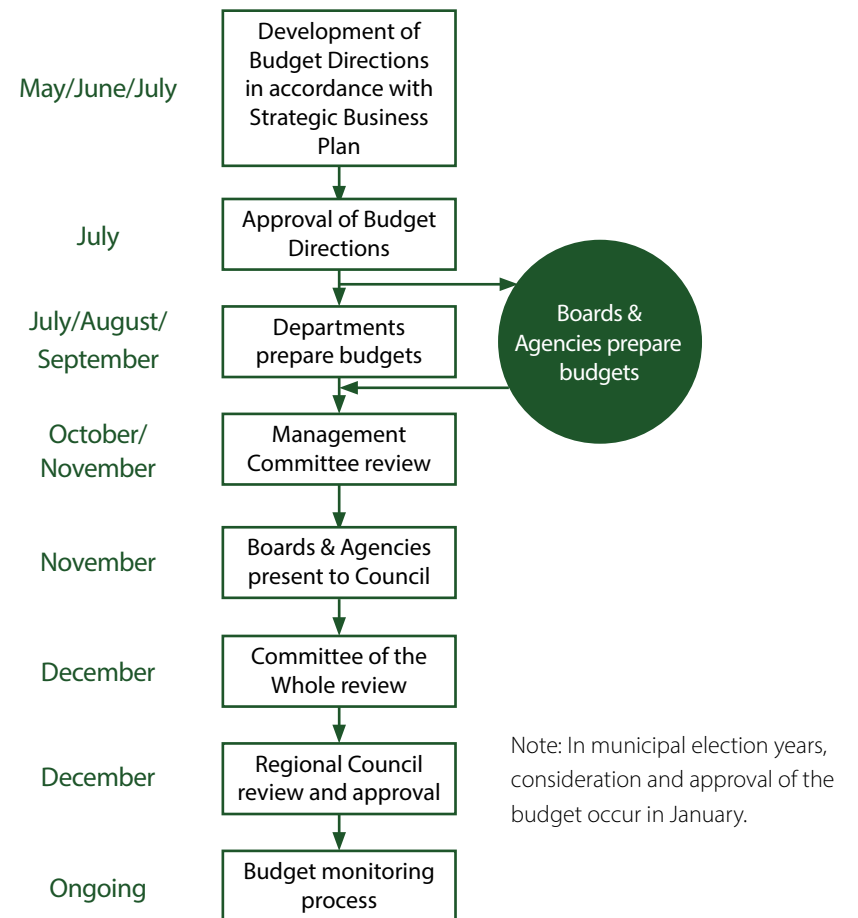 Development of
Budget Directions
in accordance with
Strategic Business
Plan
May/June/July
Approval of Budget
Directions
July
Departments
prepare budgets
July/August/
September
Boards &
Agencies prepare
budgets
Management
Committee review
October/
November
Boards & Agencies
present to Council
November
Committee of the
Whole review
December
Regional Council
review and approval
December
Note: In municipal election years,
consideration and approval of the
budget occur in January.
Budget monitoring
process
Ongoing